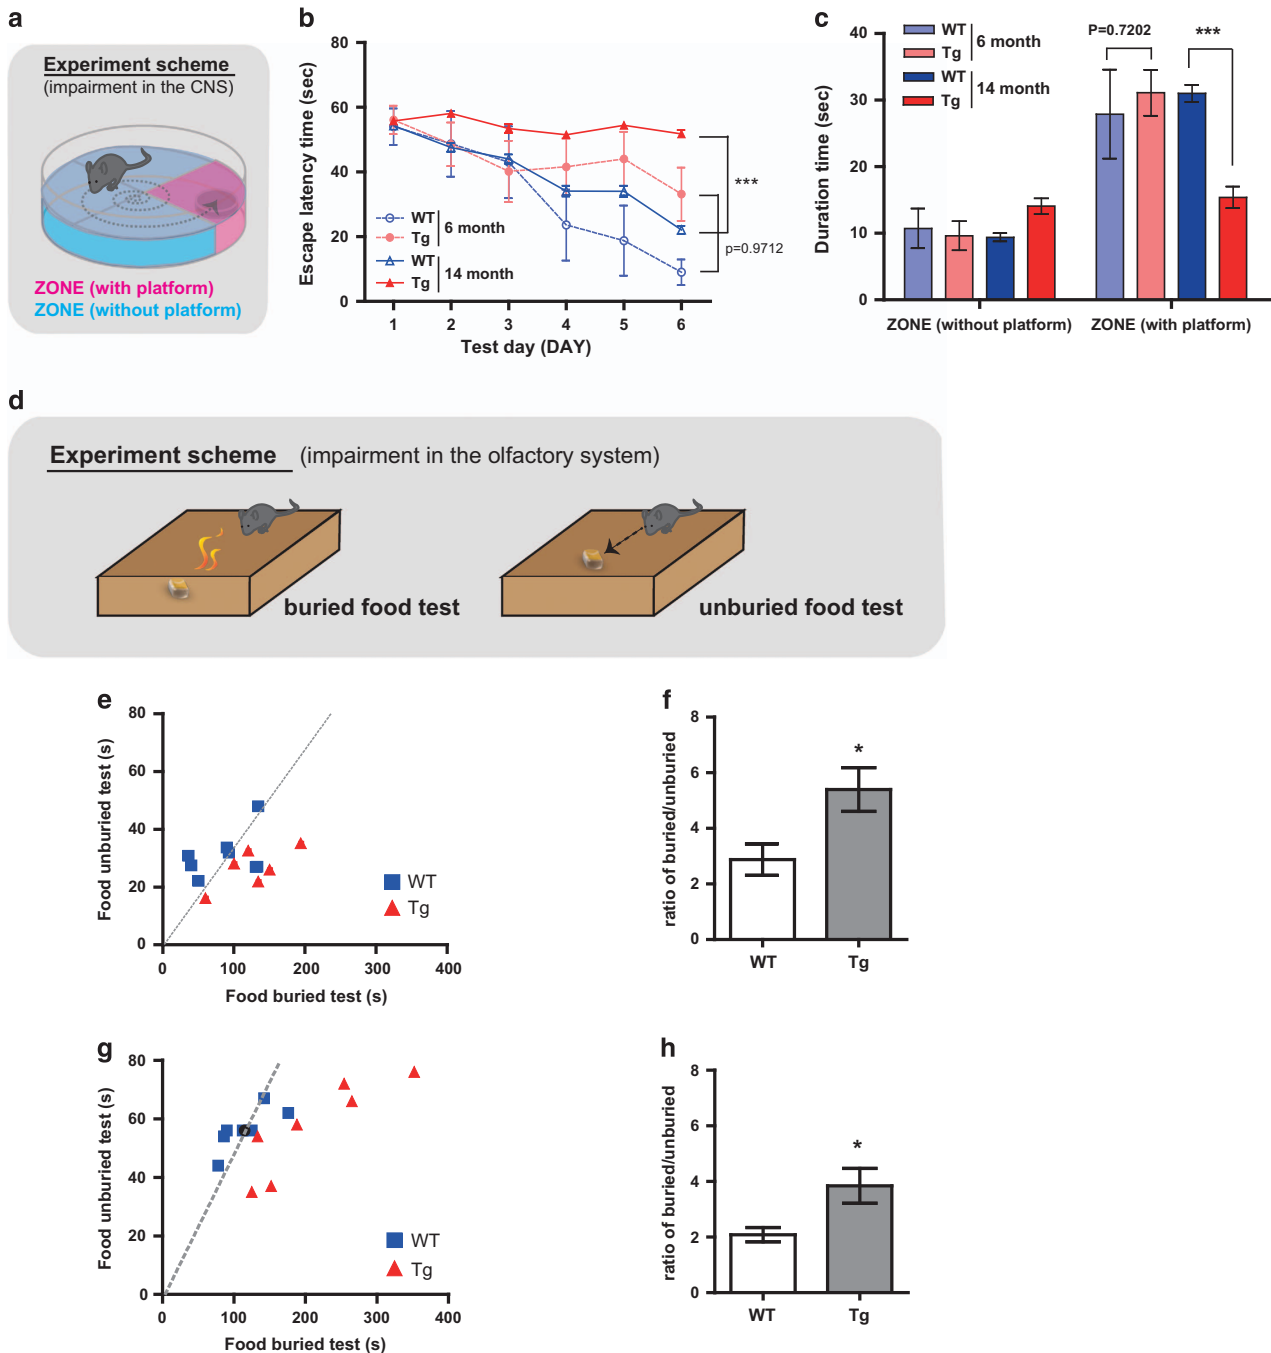 a
Experiment scheme
(impairment in the CNS)
ZONE (with platform)
ZONE (without platform)
b
Escape latency time (sec)
80
60
40
20
0
WT
Tg
6 month
WT
Tg
14 month
***
p=0.9712
1 2 3 4 5 6
Test day (DAY)
c
Duration time (sec)
40
30
20
10
0
WT
Tg
6 month
WT
Tg
14 month
P=0.7202
***
ZONE (without platform) ZONE (with platform)
d
Experiment scheme (impairment in the olfactory system)
buried food test
unburied food test
e
Food unburied test (s)
80
60
40
20
0
WT
Tg
0 100 200 300 400
Food buried test (s)
f
ratio of buried/unburied
8
6
4
2
0
*
WT Tg
g
Food unburied test (s)
80
60
40
20
0
WT
Tg
0 100 200 300 400
Food buried test (s)
h
ratio of buried/unburied
8
6
4
2
0
*
WT Tg